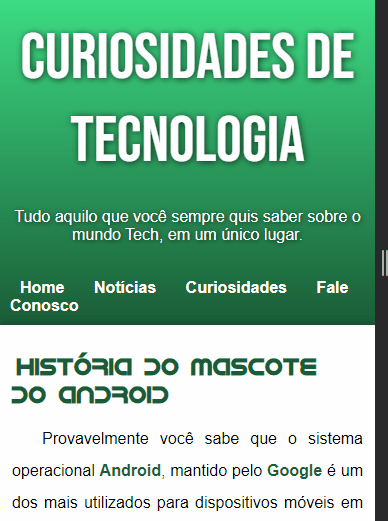 CURIOSIDADES DE
TECNOLOGIA
Tudo aquilo que você sempre quis saber sobre o
mundo Tech, em um único lugar.
Home Notícias Curiosidades Fale
Conosco
História do Mascote
do Android
Provavelmente você sabe que o sistema
operacional Android, mantido pelo Google é um
dos mais utilizados para dispositivos móveis em